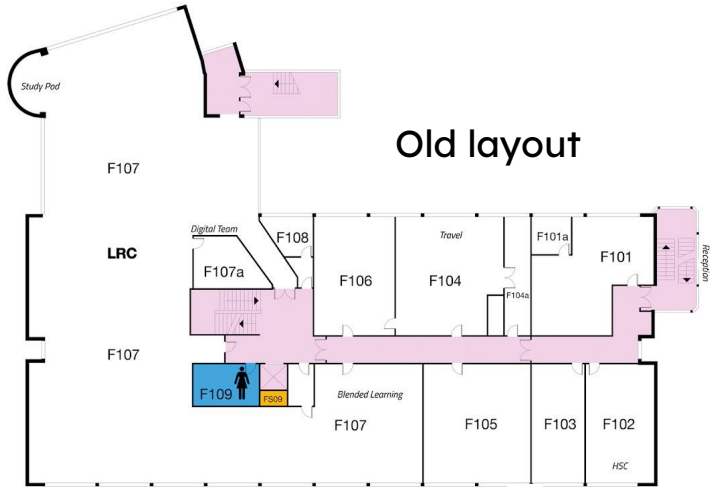 Study Pod
Old layout
F107
Digital Team
F108
Travel
F101a
F101
Reception
LRC
F107a
F106
F104
F104a
F107
F109
FS09
Blended Learning
F107
F105
F103
F102
HSC